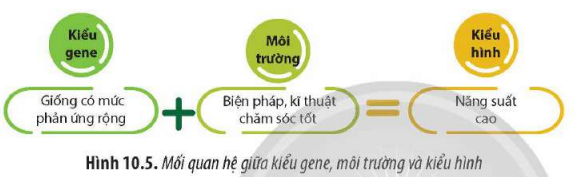 Kiểu
gene
Môi
trường
Kiểu
hình
Giống có mức
phản ứng rộng
+
Biện pháp, kĩ thuật
chăm sóc tốt
=
Năng suất
cao
Hình 10.5. Mối quan hệ giữa kiểu gene, môi trường và kiểu hình